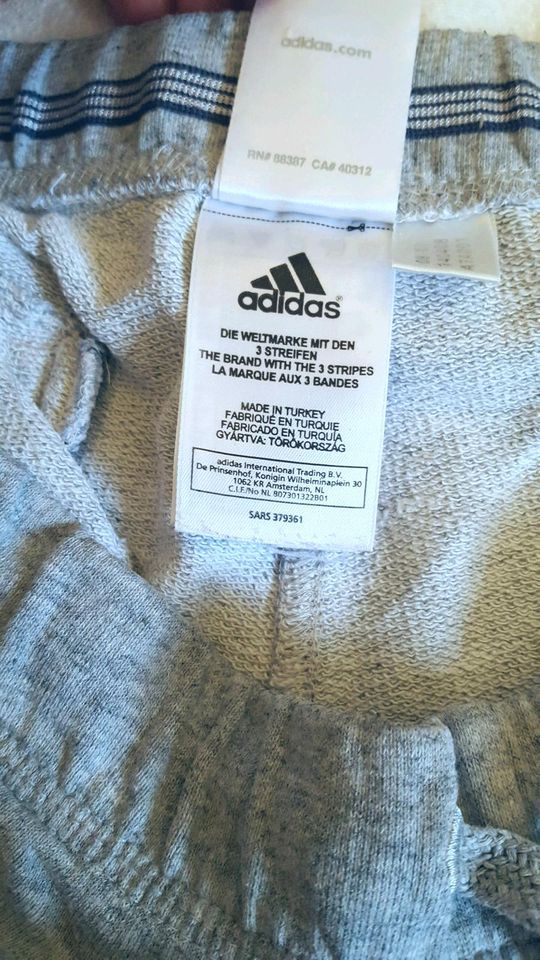 adidas.com
RN# 88387 CA# 40312
adidas®
DIE WELTMARKE MIT DEN
3 STREIFEN
THE BRAND WITH THE 3 STRIPES
LA MARQUE AUX 3 BANDES
MADE IN TURKEY
FABRIQUÉ EN TURQUIE
FABRICADO EN TURQUÍA
GYÁRTVA: TÖRÖKORSZÁG
adidas International Trading B.V.
De Prinsenhof, Konigin Wilhelminaplein 30
1062 KR Amsterdam, NL
C.I.F/No NL 807301322B01
SARS 379361